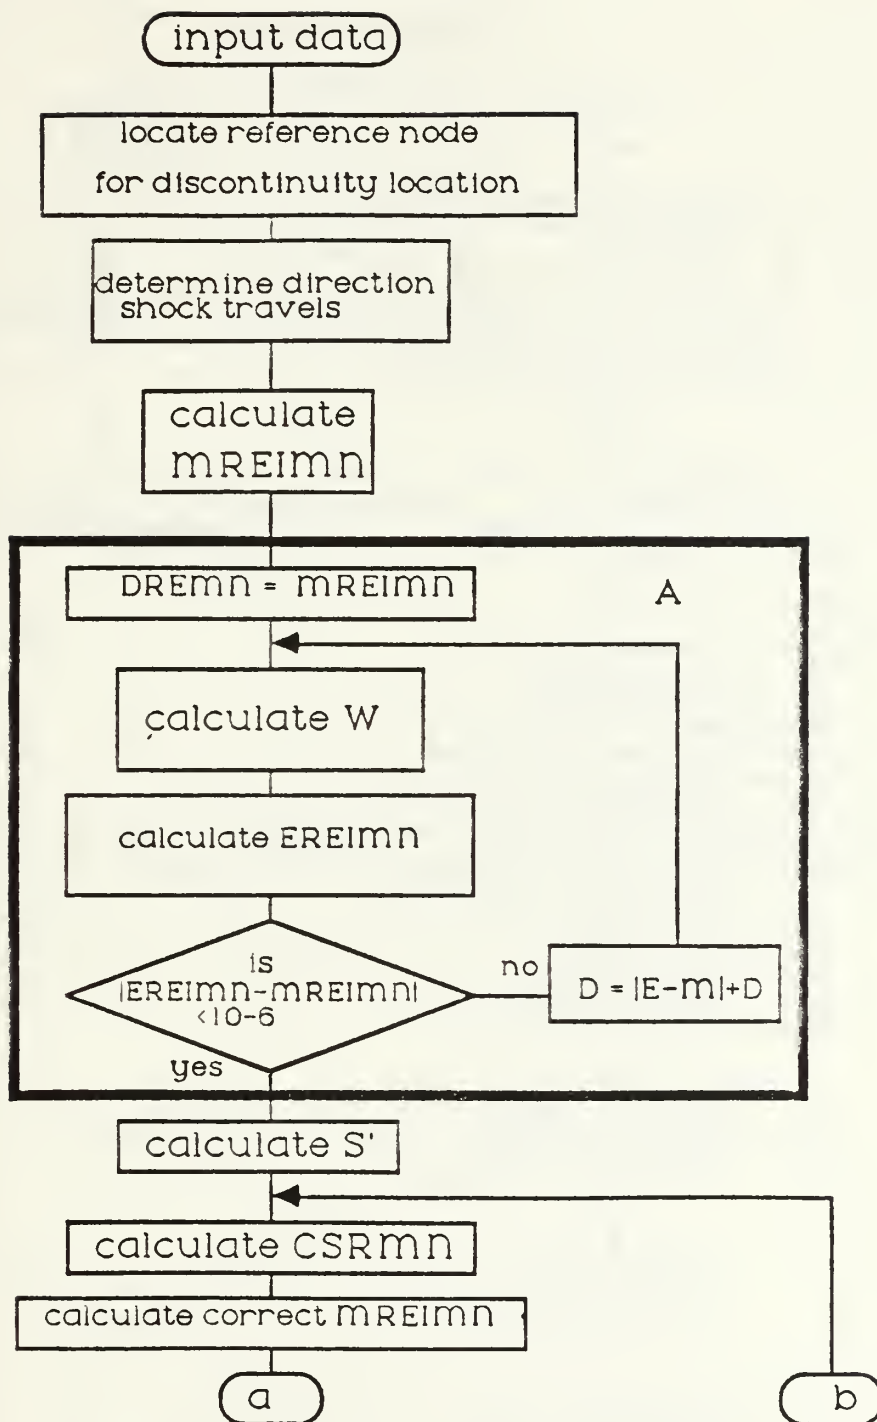 input data
locate reference node
for discontinuity location
determine direction
shock travels
calculate
MREIMN
DREMN = MREIMN
A
calculate W
calculate EREIMN
is
|EREIMN-MREIMN|
<10-6
no
D = |E-M|+D
yes
calculate S'
calculate CSRMN
calculate correct MREIMN
a
b